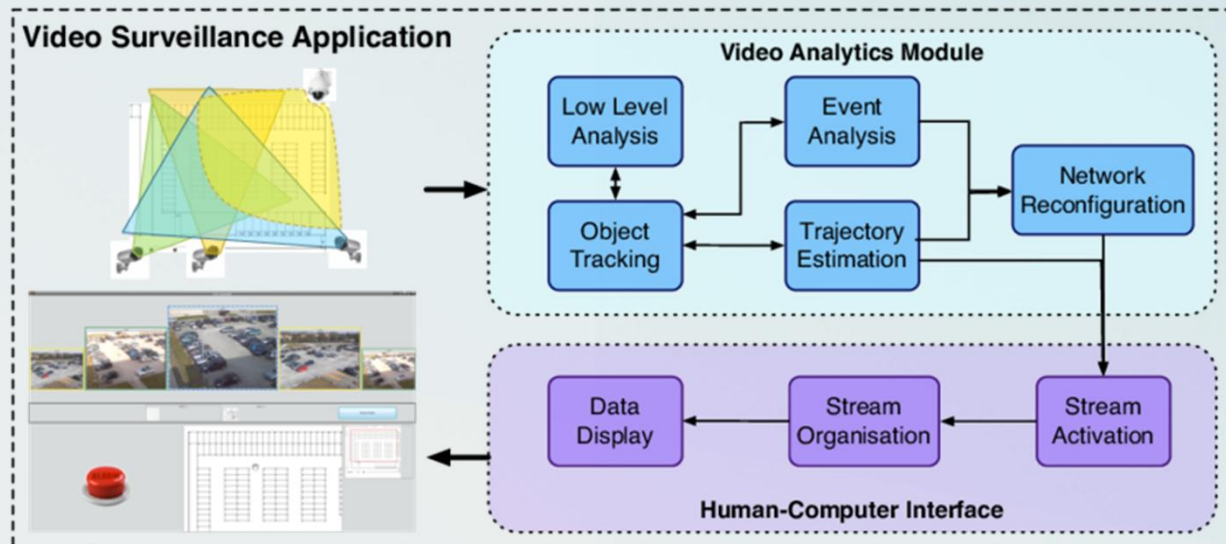 Video Surveillance Application
Video Analytics Module
Low Level
Analysis
Event
Analysis
Network
Reconfiguration
Object
Tracking
Trajectory
Estimation
Data
Display
Stream
Organisation
Stream
Activation
Human-Computer Interface